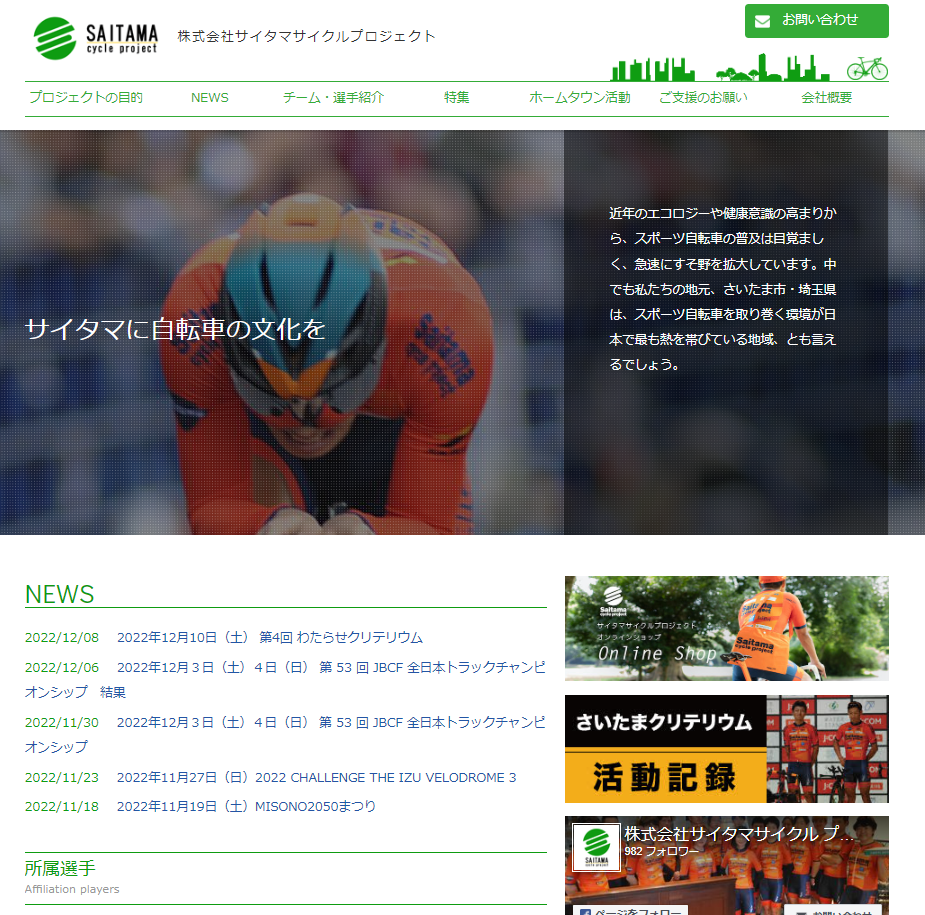 お問い合わせ
SAITAMA
cycle project
株式会社サイタマサイクルプロジェクト
プロジェクトの目的 NEWS チーム・選手紹介 特集 ホームタウン活動 ご支援のお願い 会社概要
サイタマに自転車の文化を
近年のエコロジーや健康意識の高まりか
ら、スポーツ自転車の普及は目覚まし
く、急速にすそ野を拡大しています。中
でも私たちの地元、さいたま市・埼玉県
は、スポーツ自転車を取り巻く環境が日
本で最も熱を帯びている地域、とも言え
るでしょう。
Saitama
cycle project
NEWS
2022/12/08 2022年12月10日（土） 第4回 わたらせクリテリウム
2022/12/06 2022年12月３日（土）４日（日） 第 53 回 JBCF 全日本トラックチャンピ
オンシップ　結果
2022/11/30 2022年12月３日（土）４日（日） 第 53 回 JBCF 全日本トラックチャンピ
オンシップ
2022/11/23 2022年11月27日（日）2022 CHALLENGE THE IZU VELODROME 3
2022/11/18 2022年11月19日（土）MISONO2050まつり
所属選手
Affiliation players
Saitama
cycle project
サイタマサイクルプロジェクト
オンラインショップ
Online Shop
Saitama
cycle project
さいたまクリテリウム
活動記録
J:COM
SAITAMA
cycle project
株式会社サイタマサイクル プ...
982 フォロワー
ページをフォロー
お問い合わせ